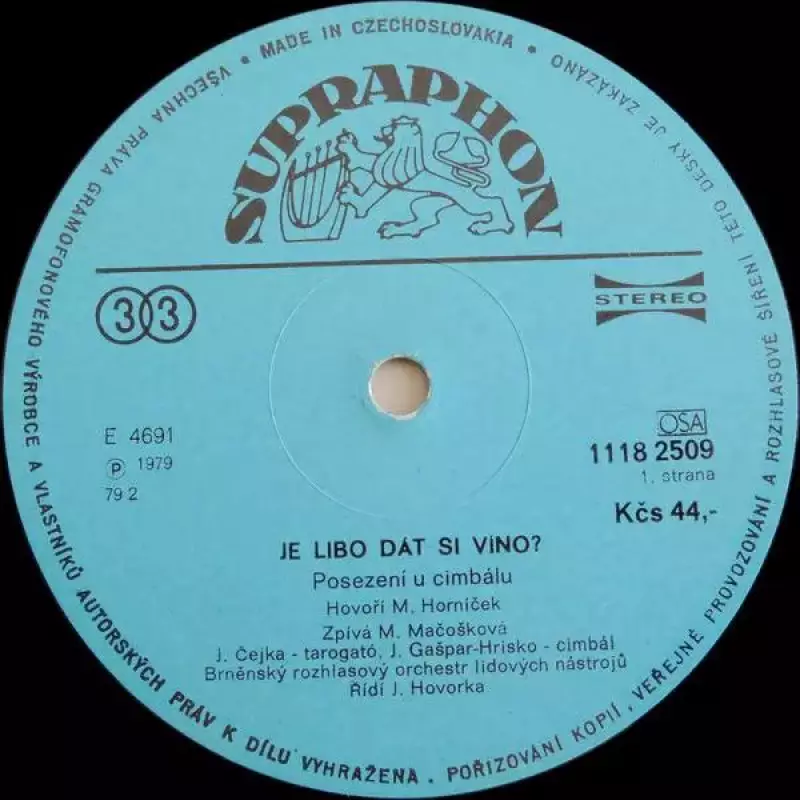 VŠECHNA PRÁVA GRAMOFONOVÉHO VÝROBCE A VLASTNÍKŮ AUTORSKÝCH PRÁV K DÍLU VYHRAŽENA . POŘIZOVÁNÍ KOPIÍ , VEŘEJNÉ PROVOZOVÁNÍ A ROZHLASOVÉ ŠÍŘENÍ TÉTO DESKY JE ZAKÁZÁNO
• MADE IN CZECHOSLOVAKIA •
SUPRAPHON
33
STEREO
E 4691
Ⓟ 1979
79 2
OSA
1118 2509
1. strana
Kčs 44,-
JE LIBO DÁT SI VÍNO?
Posezení u cimbálu
Hovoří M. Horníček
Zpívá M. Mačošková
J. Čejka - tarogató, J. Gašpar-Hrisko - cimbál
Brněnský rozhlasový orchestr lidových nástrojů
Řídí J. Hovorka